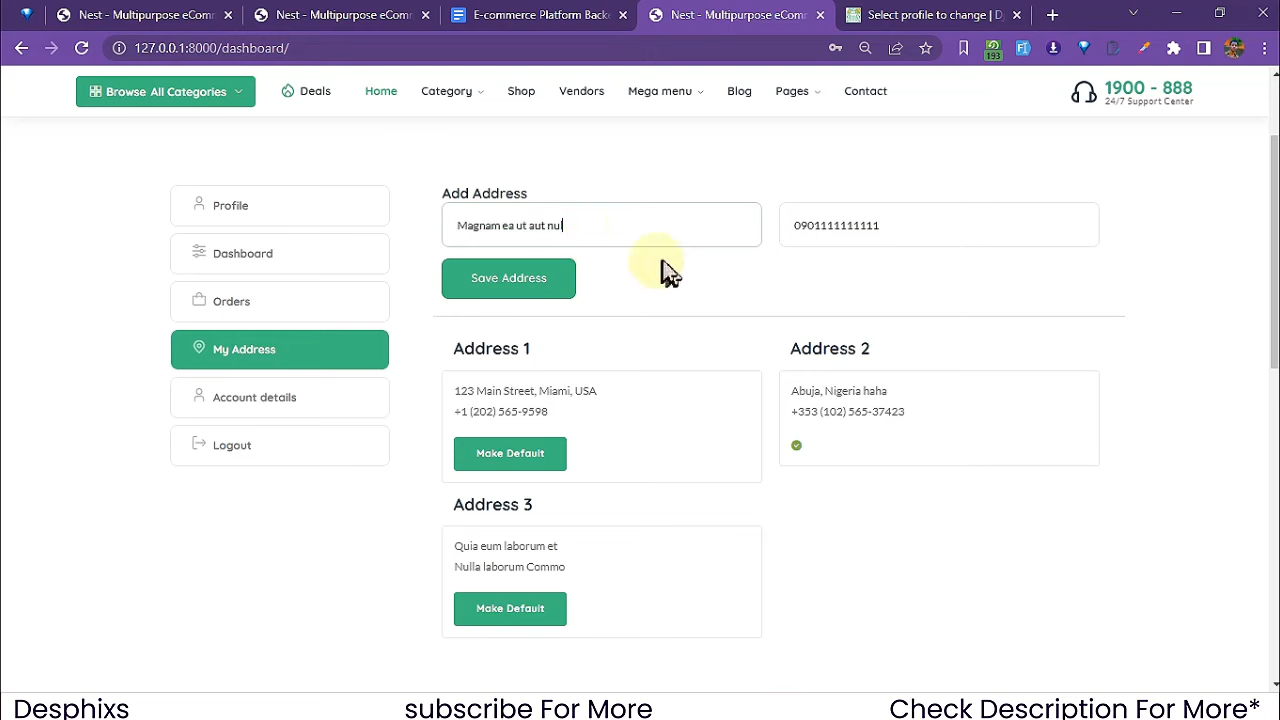 Nest - Multipurpose eCom
Nest - Multipurpose eComm
E-commerce Platform Back
Nest - Multipurpose eComm
Select profile to change | D
127.0.0.1:8000/dashboard/
193
Browse All Categories
Deals
Home
Category
Shop
Vendors
Mega menu
Blog
Pages
Contact
1900 - 888
24/7 Support Center
Profile
Dashboard
Orders
My Address
Account details
Logout
Add Address
Magnam ea ut aut nul
0901111111111
Save Address
Address 1
123 Main Street, Miami, USA
+1 (202) 565-9598
Make Default
Address 2
Abuja, Nigeria haha
+353 (102) 565-37423
Address 3
Quia eum laborum et
Nulla laborum Commo
Make Default
Desphixs
subscribe For More
Check Description For More*